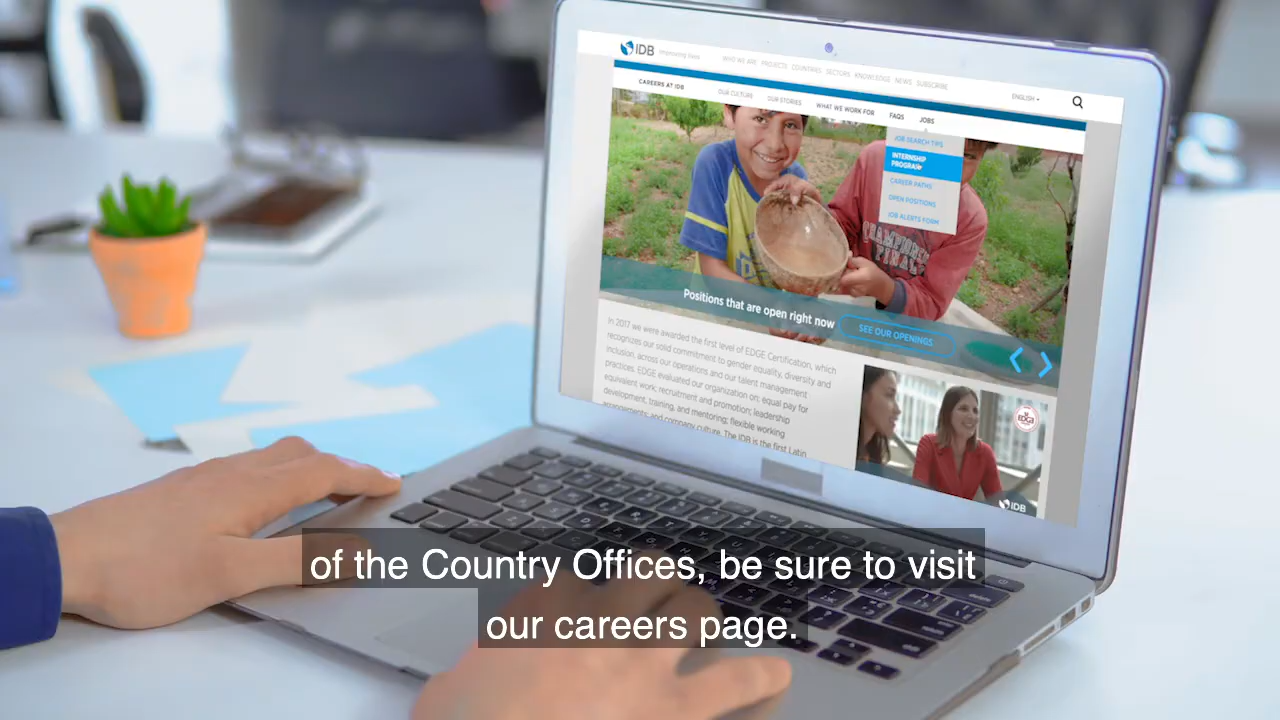 IDB Improving lives
WHO WE ARE PROJECTS COUNTRIES SECTORS KNOWLEDGE NEWS SUBSCRIBE
ENGLISH
CAREERS AT IDB OUR CULTURE OUR STORIES WHAT WE WORK FOR FAQS JOBS
JOB SEARCH TIPS
INTERNSHIP
PROGRAM
CAREER PATHS
OPEN POSITIONS
JOB ALERTS FORM
CHAMPIONS
FINAL
Positions that are open right now
SEE OUR OPENINGS
In 2017 we were awarded the first level of EDGE Certification, which
recognizes our solid commitment to gender equality, diversity and
inclusion, across our operations and our talent management
practices. EDGE evaluated our organization on; equal pay for
equivalent work; recruitment and promotion; leadership
development, training, and mentoring; flexible working
arrangements; and company culture. The IDB is the first Latin
EDGE
IDB
of the Country Offices, be sure to visit
our careers page.